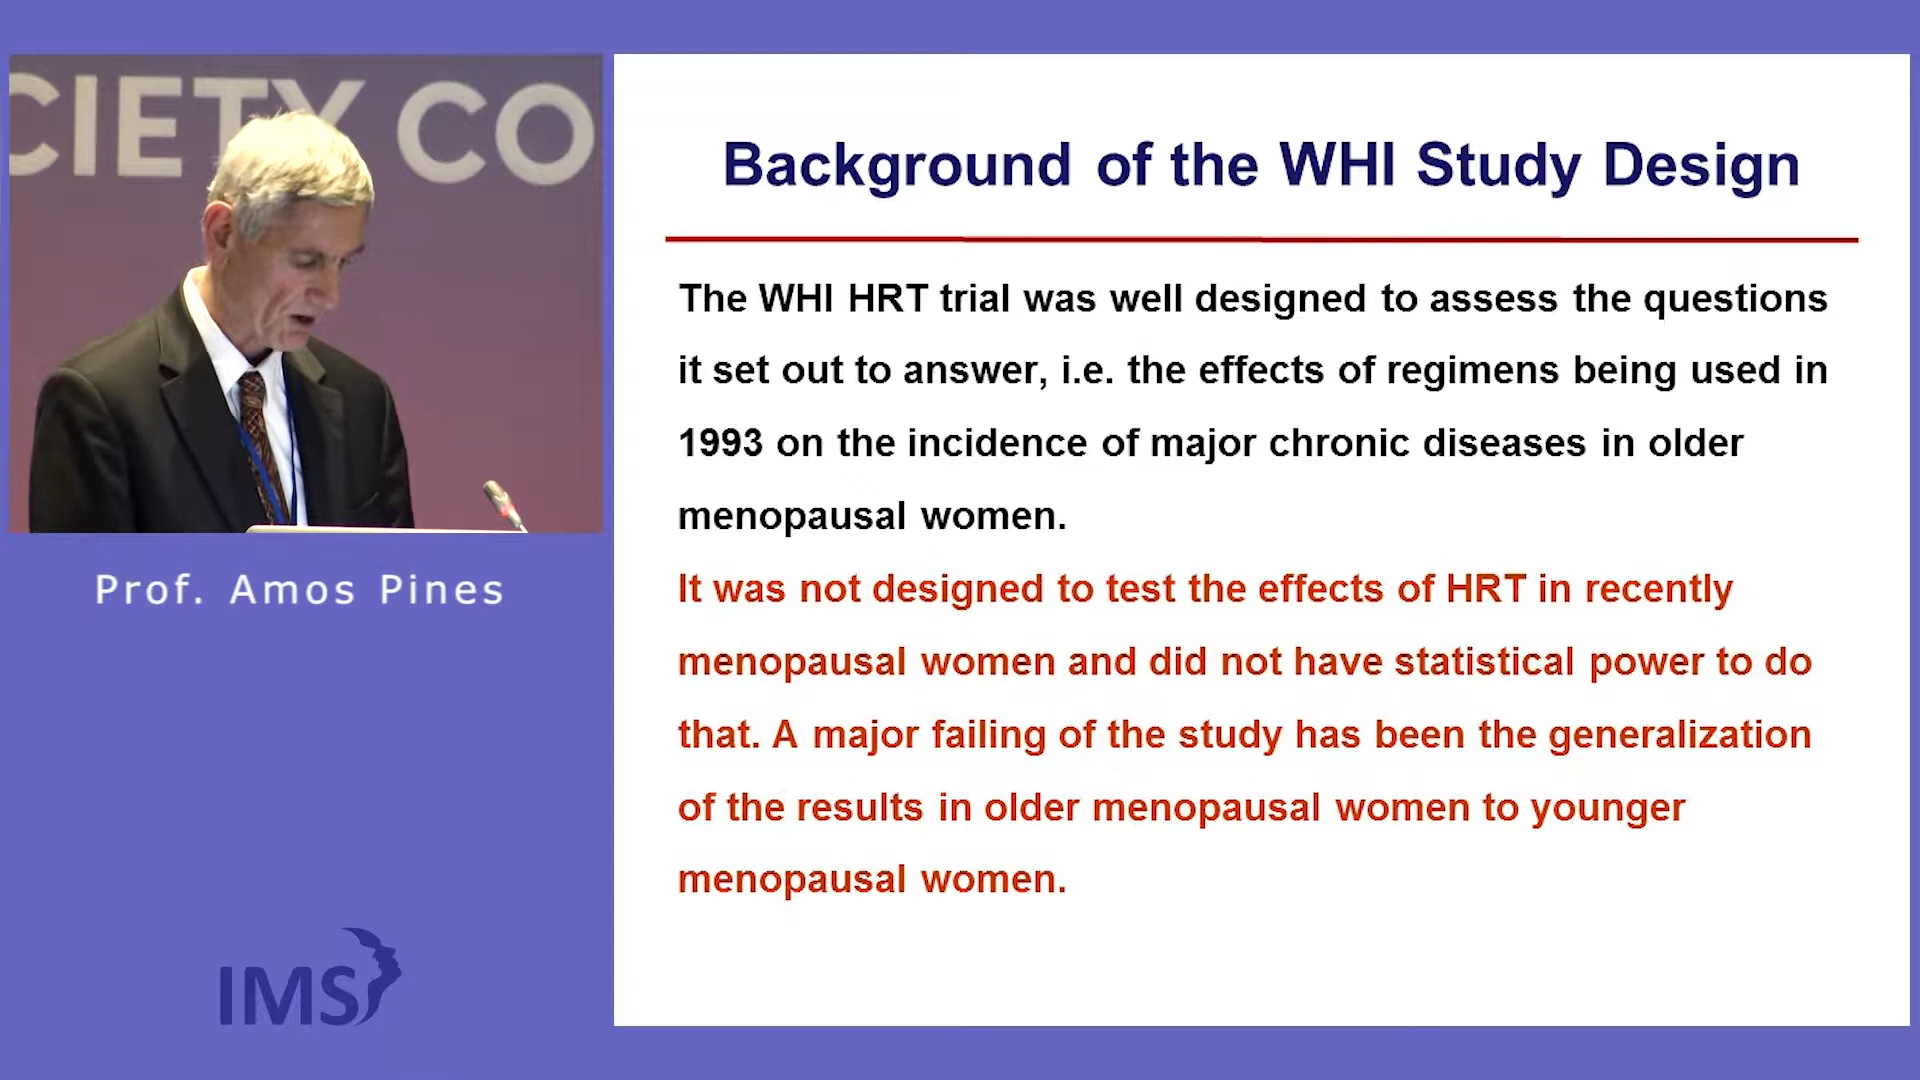 CIETY CO
Prof. Amos Pines
IMS
Background of the WHI Study Design
The WHI HRT trial was well designed to assess the questions
it set out to answer, i.e. the effects of regimens being used in
1993 on the incidence of major chronic diseases in older
menopausal women.
It was not designed to test the effects of HRT in recently
menopausal women and did not have statistical power to do
that. A major failing of the study has been the generalization
of the results in older menopausal women to younger
menopausal women.